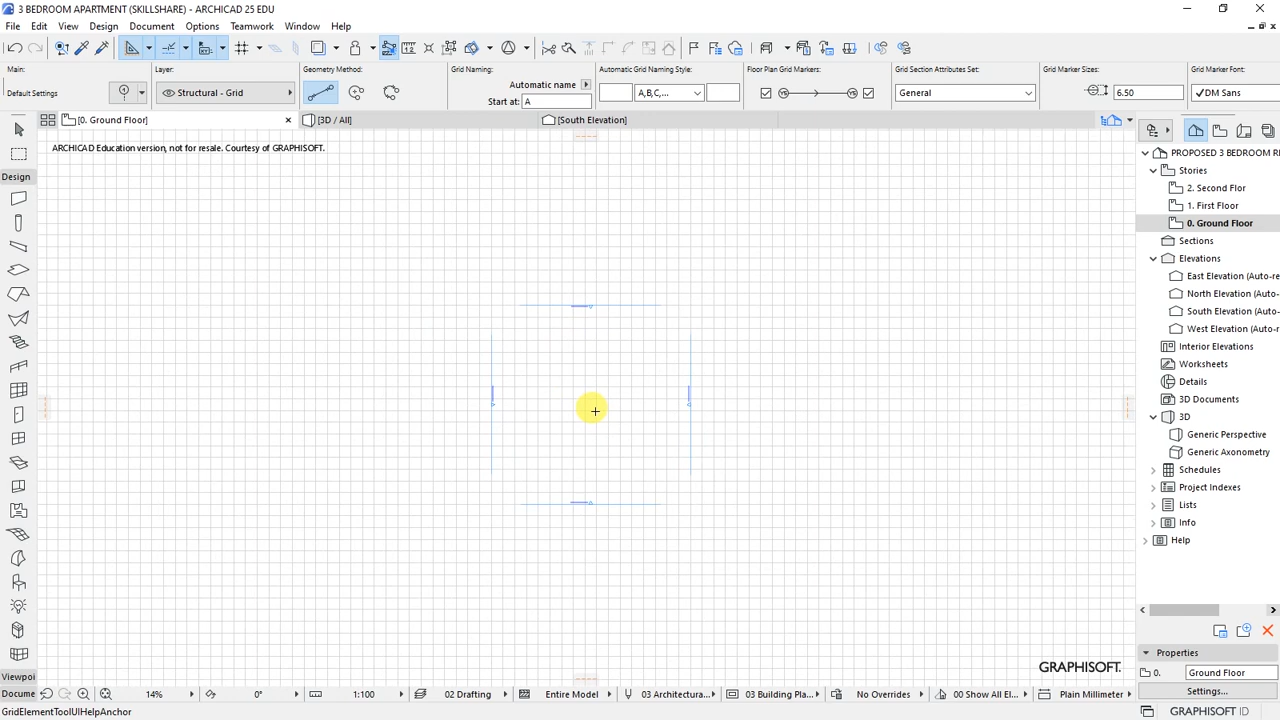 3 BEDROOM APARTMENT (SKILLSHARE) - ARCHICAD 25 EDU
File Edit View Design Document Options Teamwork Window Help
Main:
Default Settings
Layer:
Structural - Grid
Geometry Method:
Grid Naming:
Automatic name
Start at: A
Automatic Grid Naming Style:
A,B,C,...
Floor Plan Grid Markers:
Grid Section Attributes Set:
General
Grid Marker Sizes:
6.50
Grid Marker Font:
DM Sans
[0. Ground Floor]
[3D / All]
[South Elevation]
ARCHICAD Education version, not for resale. Courtesy of GRAPHISOFT.
Design
Viewpoi
Docume
PROPOSED 3 BEDROOM RE
Stories
2. Second Flor
1. First Floor
0. Ground Floor
Sections
Elevations
East Elevation (Auto-re
North Elevation (Auto-
South Elevation (Auto-
West Elevation (Auto-r
Interior Elevations
Worksheets
Details
3D Documents
3D
Generic Perspective
Generic Axonometry
Schedules
Project Indexes
Lists
Info
Help
Properties
0. Ground Floor
Settings...
GRAPHISOFT.
14% 0° 1:100 02 Drafting Entire Model 03 Architectura... 03 Building Pla... No Overrides 00 Show All El... Plain Millimeter
GridElementToolUIHelpAnchor
GRAPHISOFT ID